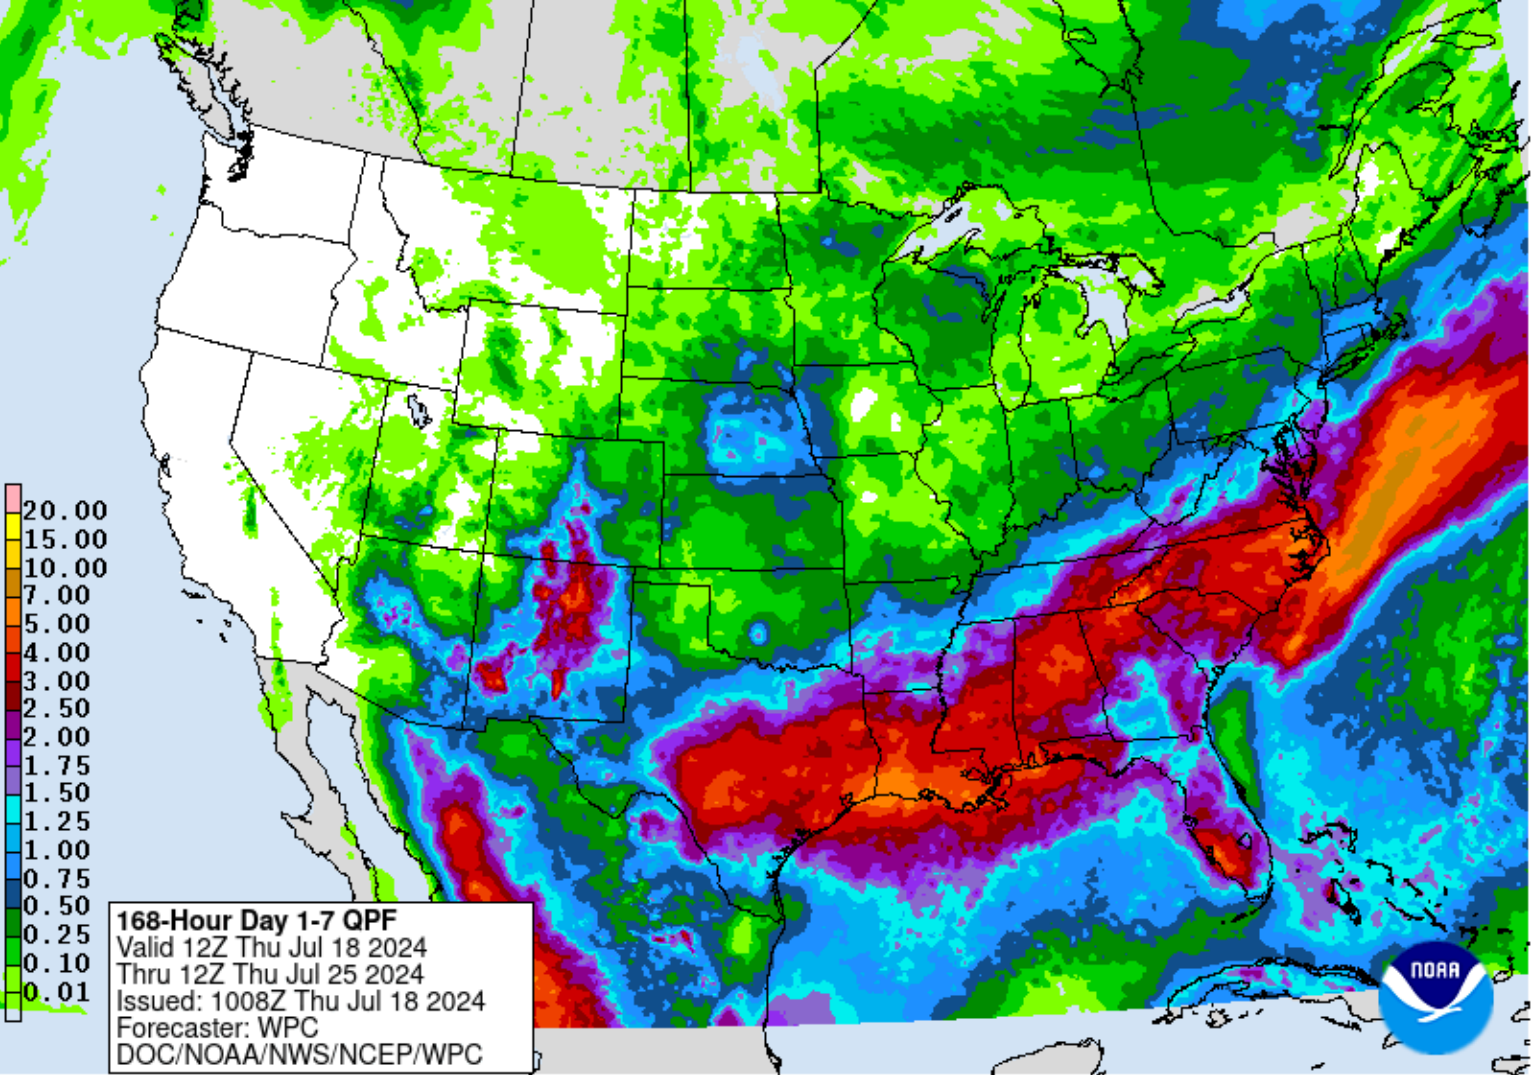 20.00
15.00
10.00
7.00
5.00
4.00
3.00
2.50
2.00
1.75
1.50
1.25
1.00
0.75
0.50
0.25
0.10
0.01
168-Hour Day 1-7 QPF
Valid 12Z Thu Jul 18 2024
Thru 12Z Thu Jul 25 2024
Issued: 1008Z Thu Jul 18 2024
Forecaster: WPC
DOC/NOAA/NWS/NCEP/WPC
NOAA